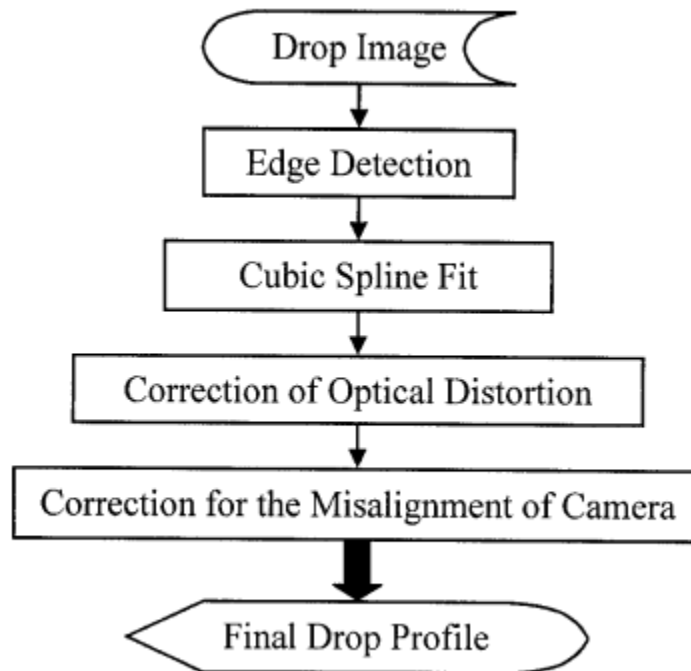 Drop Image
Edge Detection
Cubic Spline Fit
Correction of Optical Distortion
Correction for the Misalignment of Camera
Final Drop Profile